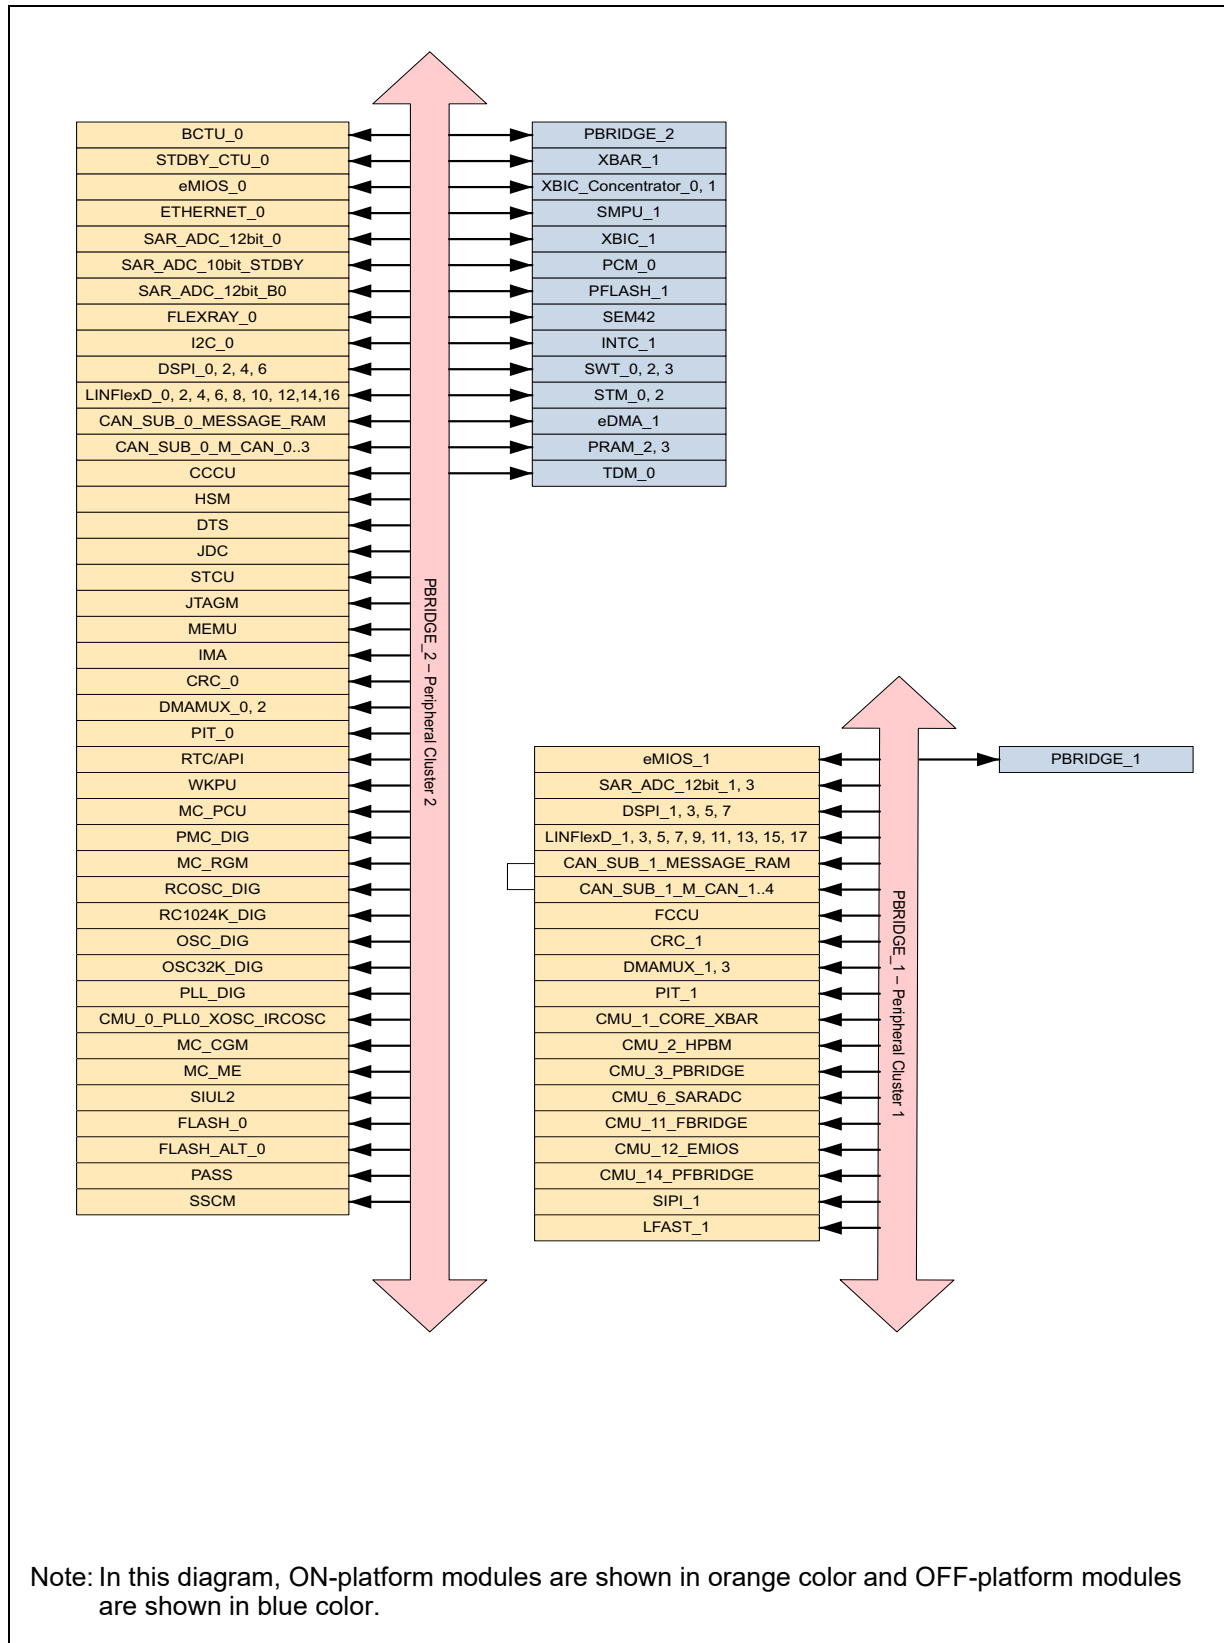 BCTU_0
STDBY_CTU_0
eMIOS_0
ETHERNET_0
SAR_ADC_12bit_0
SAR_ADC_10bit_STDBY
SAR_ADC_12bit_B0
FLEXRAY_0
I2C_0
DSPI_0, 2, 4, 6
LINFlexD_0, 2, 4, 6, 8, 10, 12,14,16
CAN_SUB_0_MESSAGE_RAM
CAN_SUB_0_M_CAN_0..3
CCCU
HSM
DTS
JDC
STCU
JTAGM
MEMU
IMA
CRC_0
DMAMUX_0, 2
PIT_0
RTC/API
WKPU
MC_PCU
PMC_DIG
MC_RGM
RCOSC_DIG
RC1024K_DIG
OSC_DIG
OSC32K_DIG
PLL_DIG
CMU_0_PLL0_XOSC_IRCOSC
MC_CGM
MC_ME
SIUL2
FLASH_0
FLASH_ALT_0
PASS
SSCM
PBRIDGE_2 – Peripheral Cluster 2
PBRIDGE_2
XBAR_1
XBIC_Concentrator_0, 1
SMPU_1
XBIC_1
PCM_0
PFLASH_1
SEM42
INTC_1
SWT_0, 2, 3
STM_0, 2
eDMA_1
PRAM_2, 3
TDM_0
eMIOS_1
SAR_ADC_12bit_1, 3
DSPI_1, 3, 5, 7
LINFlexD_1, 3, 5, 7, 9, 11, 13, 15, 17
CAN_SUB_1_MESSAGE_RAM
CAN_SUB_1_M_CAN_1..4
FCCU
CRC_1
DMAMUX_1, 3
PIT_1
CMU_1_CORE_XBAR
CMU_2_HPBM
CMU_3_PBRIDGE
CMU_6_SARADC
CMU_11_FBRIDGE
CMU_12_EMIOS
CMU_14_PFBRIDGE
SIPI_1
LFAST_1
PBRIDGE_1 – Peripheral Cluster 1
PBRIDGE_1
Note: In this diagram, ON-platform modules are shown in orange color and OFF-platform modules
are shown in blue color.